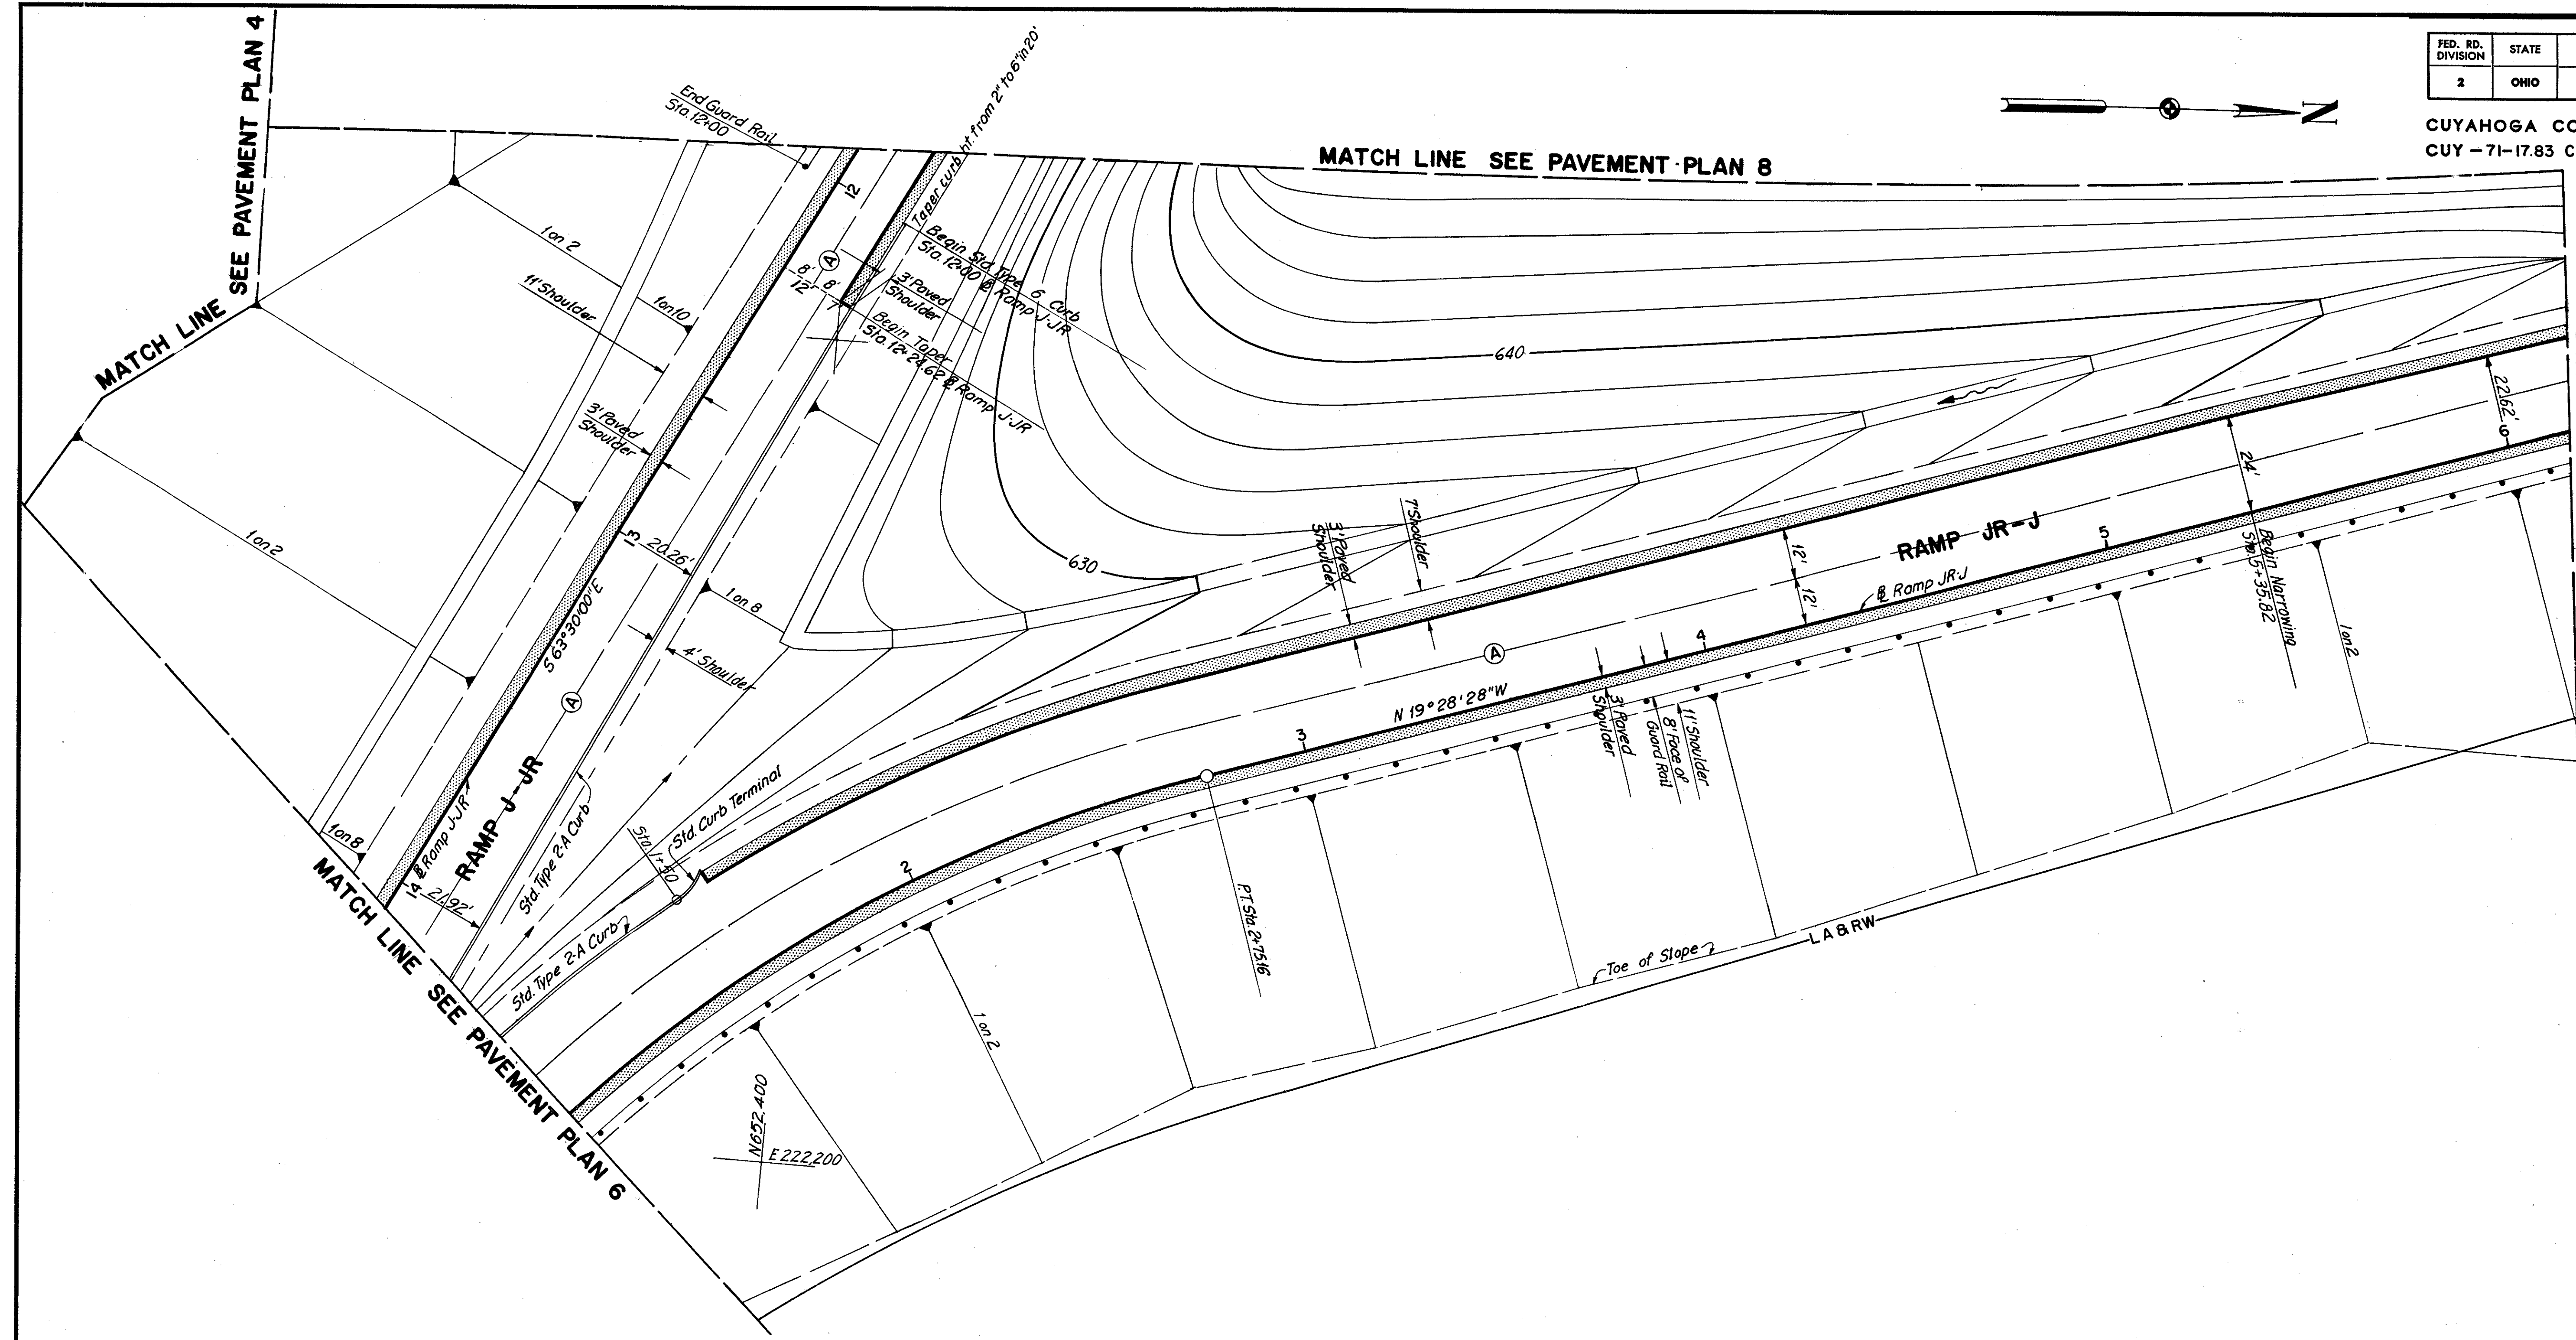 FED. RD. DIVISION
STATE
2
OHIO
CUYAHOGA CO
CUY-71-17.83 C
N
MATCH LINE SEE PAVEMENT PLAN 4
MATCH LINE SEE PAVEMENT PLAN 8
End Guard Rail
Sta. 12+00
Taper curb ht. from 2" to 6" in 20'
12
Begin Std. Type 6 Curb
Sta. 12+00 ℄ Ramp J-JR
3' Paved
Shoulder
Begin Taper
Sta. 12+24.62 ℄ Ramp J-JR
A
8'
8'
12'
7'
1 on 2
1 on 10
11' Shoulder
3' Paved
Shoulder
1 on 2
13
20.26'
1 on 8
4' Shoulder
S 63°30'00" E
A
RAMP J-JR
℄ Ramp J-JR
1 on 8
14
21.92'
Std. Type 2-A Curb
Std. Curb Terminal
Sta. 1+50
Std. Type 2-A Curb
MATCH LINE SEE PAVEMENT PLAN 6
640
630
3' Paved
Shoulder
7' Shoulder
22.62'
6
24'
RAMP JR-J
5
Begin Narrowing
Sta. 5+35.82
12'
12'
℄ Ramp JR-J
1 on 2
A
4
N 19°28'28" W
3' Paved
Shoulder
11' Shoulder
8' Face of
Guard Rail
3
2
P.T. Sta. 2+75.16
1 on 2
Toe of Slope
LA & RW
N 652,400
E 222,200